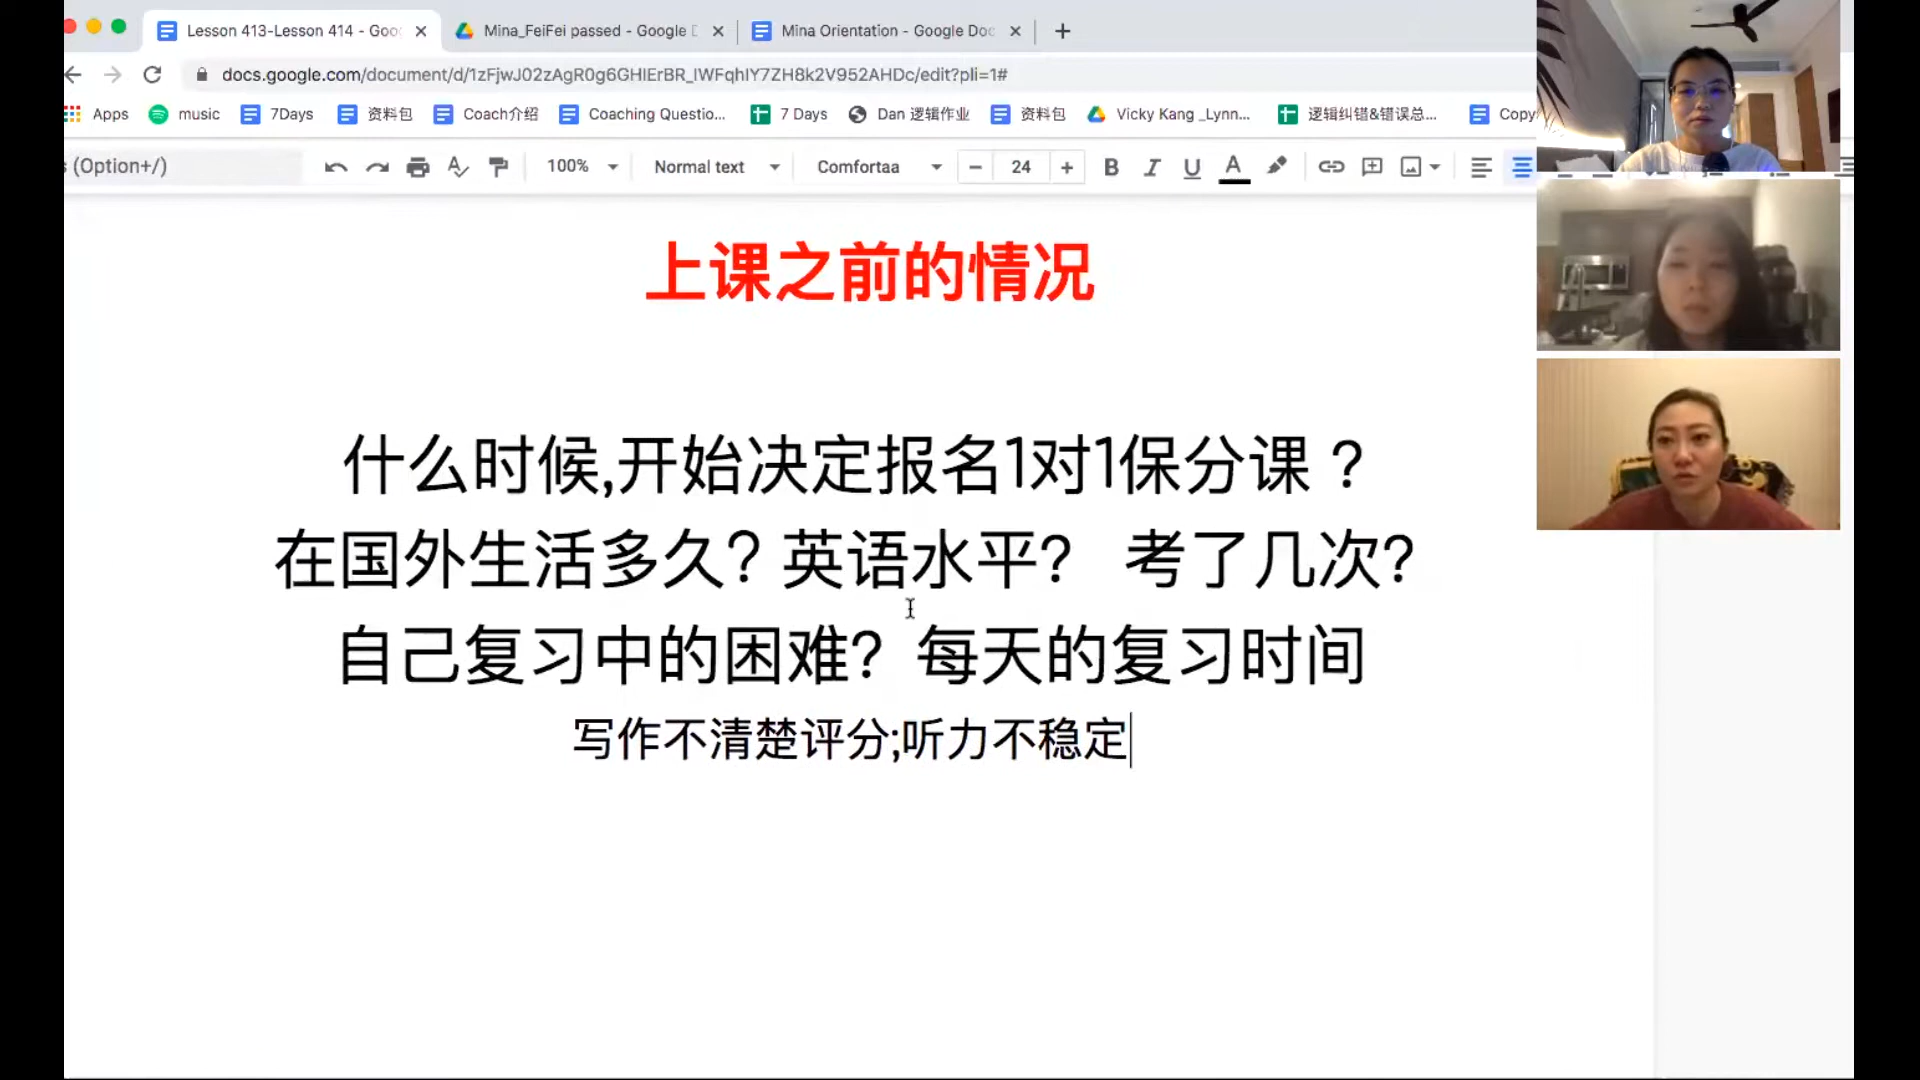 Lesson 413-Lesson 414 - Goo
Mina_FeiFei passed - Google D
Mina Orientation - Google Doc
docs.google.com/document/d/1zFjwJ02zAgR0g6GHlErBR_lWFqhlY7ZH8k2V952AHDc/edit?pli=1#
Apps music 7Days 资料包 Coach介绍 Coaching Questio... 7 Days Dan 逻辑作业 资料包 Vicky Kang _Lynn... 逻辑纠错&错误总... Copy
(Option+/) 100% Normal text Comfortaa 24
上课之前的情况
什么时候,开始决定报名1对1保分课 ?
在国外生活多久? 英语水平? 考了几次?
自己复习中的困难? 每天的复习时间
写作不清楚评分;听力不稳定